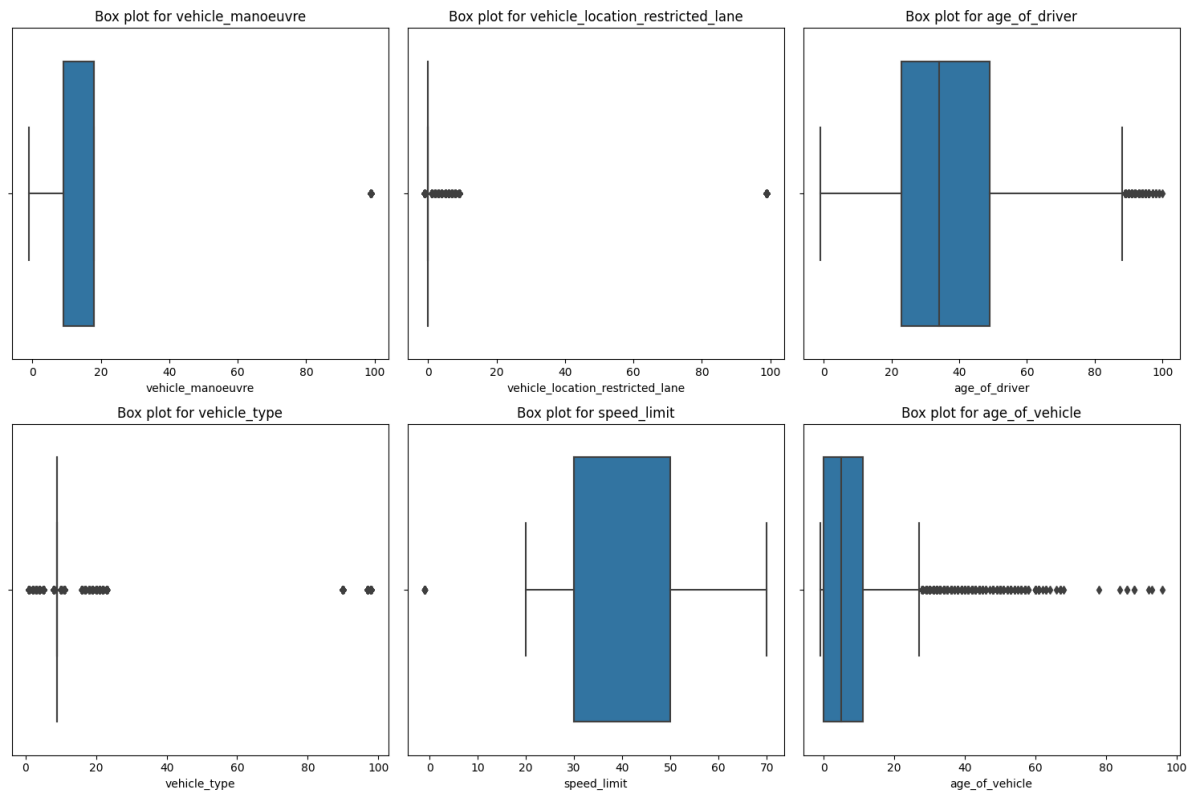 Box plot for vehicle_manoeuvre
Box plot for vehicle_location_restricted_lane
Box plot for age_of_driver
0 20 40 60 80 100
0 20 40 60 80 100
0 20 40 60 80 100
vehicle_manoeuvre
vehicle_location_restricted_lane
age_of_driver
Box plot for vehicle_type
Box plot for speed_limit
Box plot for age_of_vehicle
0 20 40 60 80 100
0 10 20 30 40 50 60 70
0 20 40 60 80 100
vehicle_type
speed_limit
age_of_vehicle